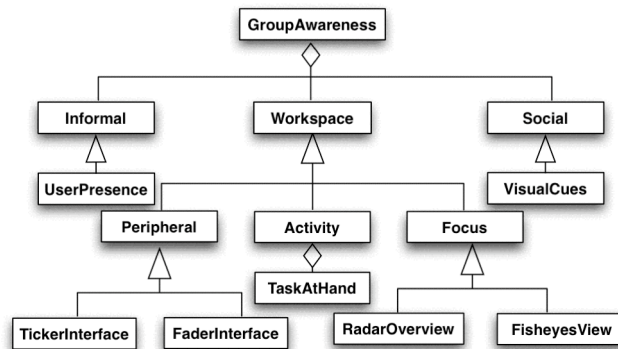 GroupAwareness
Informal
Workspace
Social
UserPresence
VisualCues
Peripheral
Activity
Focus
TaskAtHand
TickerInterface
FaderInterface
RadarOverview
FisheyesView